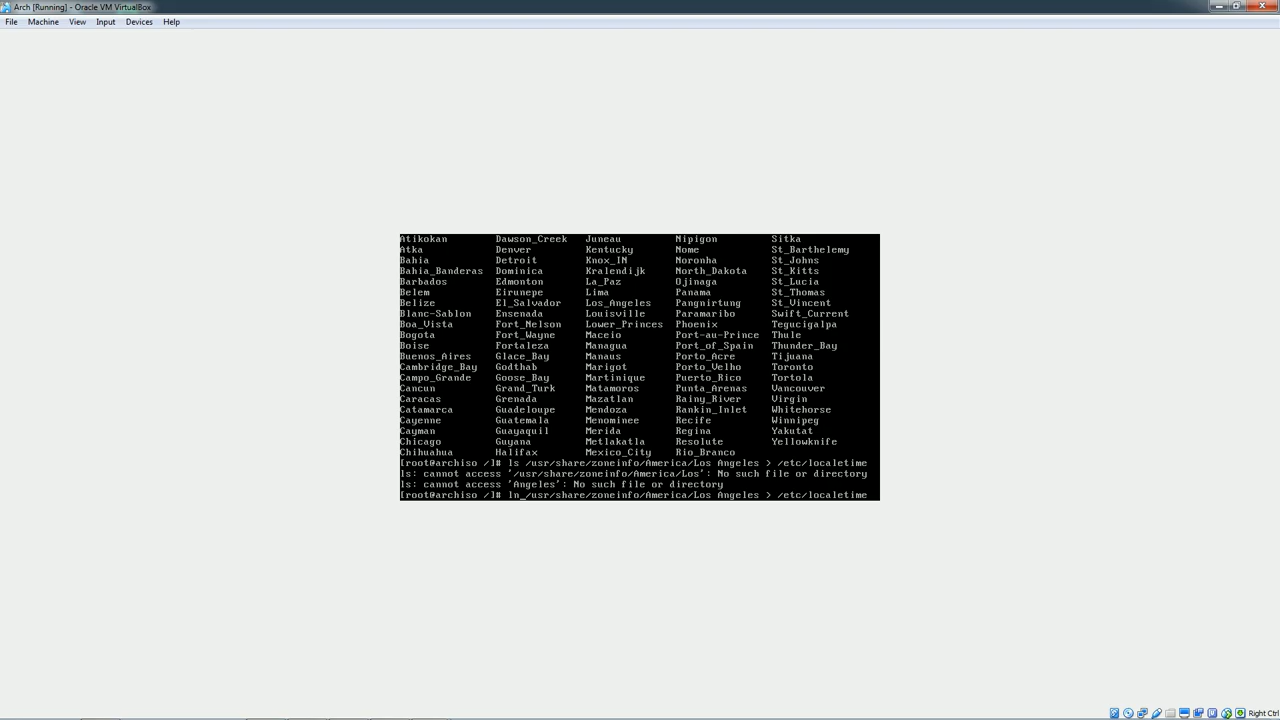 Arch [Running] - Oracle VM VirtualBox
File Machine View Input Devices Help
Atikokan Dawson_Creek Juneau Nipigon Sitka
Atka Denver Kentucky Nome St_Barthelemy
Bahia Detroit Knox_IN Noronha St_Johns
Bahia_Banderas Dominica Kralendijk North_Dakota St_Kitts
Barbados Edmonton La_Paz Ojinaga St_Lucia
Belem Eirunepe Lima Panama St_Thomas
Belize El_Salvador Los_Angeles Pangnirtung St_Vincent
Blanc-Sablon Ensenada Louisville Paramaribo Swift_Current
Boa_Vista Fort_Nelson Lower_Princes Phoenix Tegucigalpa
Bogota Fort_Wayne Maceio Port-au-Prince Thule
Boise Fortaleza Managua Port_of_Spain Thunder_Bay
Buenos_Aires Glace_Bay Manaus Porto_Acre Tijuana
Cambridge_Bay Godthab Marigot Porto_Velho Toronto
Campo_Grande Goose_Bay Martinique Puerto_Rico Tortola
Cancun Grand_Turk Matamoros Punta_Arenas Vancouver
Caracas Grenada Mazatlan Rainy_River Virgin
Catamarca Guadeloupe Mendoza Rankin_Inlet Whitehorse
Cayenne Guatemala Menominee Recife Winnipeg
Cayman Guayaquil Merida Regina Yakutat
Chicago Guyana Metlakatla Resolute Yellowknife
Chihuahua Halifax Mexico_City Rio_Branco
[root@archiso /]# ls /usr/share/zoneinfo/America/Los Angeles > /etc/localetime
ls: cannot access '/usr/share/zoneinfo/America/Los': No such file or directory
ls: cannot access 'Angeles': No such file or directory
[root@archiso /]# ln_/usr/share/zoneinfo/America/Los Angeles > /etc/localetime
Right Ctrl